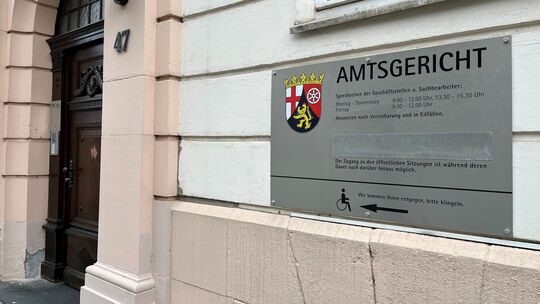 47
AMTSGERICHT
Sprechzeiten der Geschäftsstellen u. Sachbearbeiter:
Montag - Donnerstag 9.00 - 12.00 Uhr, 13.30 - 15.30 Uhr
Freitag 9.00 - 12.00 Uhr
Ansonsten nach Vereinbarung und in Eilfällen.
Der Zugang zu den öffentlichen Sitzungen ist während deren
Dauer auch darüber hinaus möglich.
Wir kommen Ihnen entgegen, bitte klingeln.